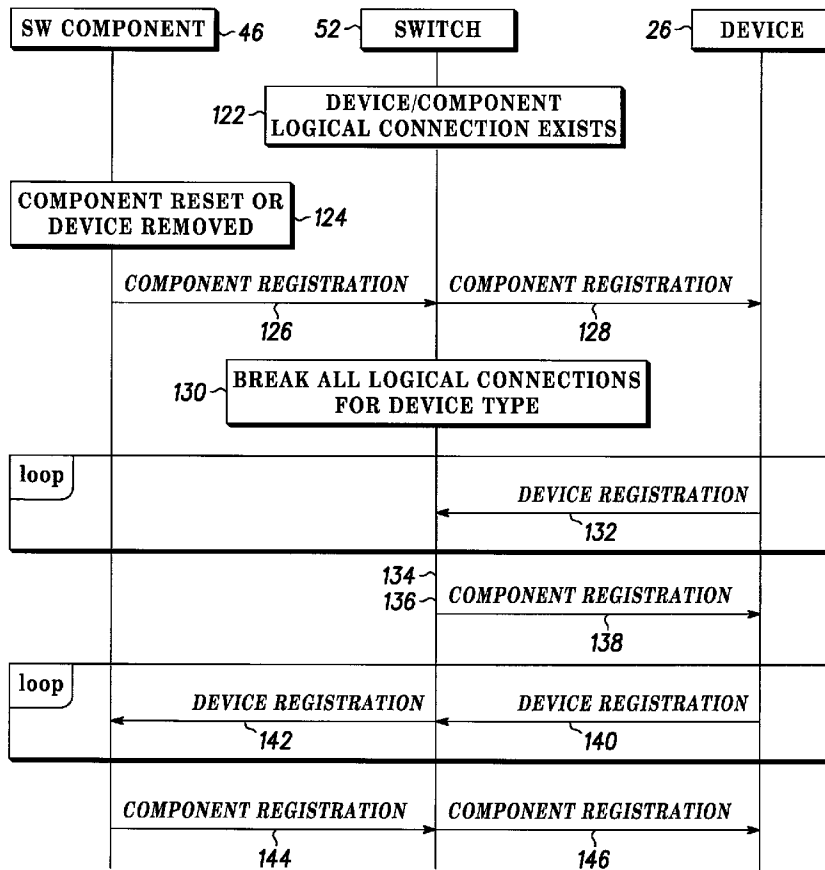 SW COMPONENT 46 52 SWITCH 26 DEVICE
122 DEVICE/COMPONENT
LOGICAL CONNECTION EXISTS
COMPONENT RESET OR
DEVICE REMOVED 124
COMPONENT REGISTRATION COMPONENT REGISTRATION
126 128
130 BREAK ALL LOGICAL CONNECTIONS
FOR DEVICE TYPE
loop
DEVICE REGISTRATION
132
134
136 COMPONENT REGISTRATION
138
loop
DEVICE REGISTRATION DEVICE REGISTRATION
142 140
COMPONENT REGISTRATION COMPONENT REGISTRATION
144 146